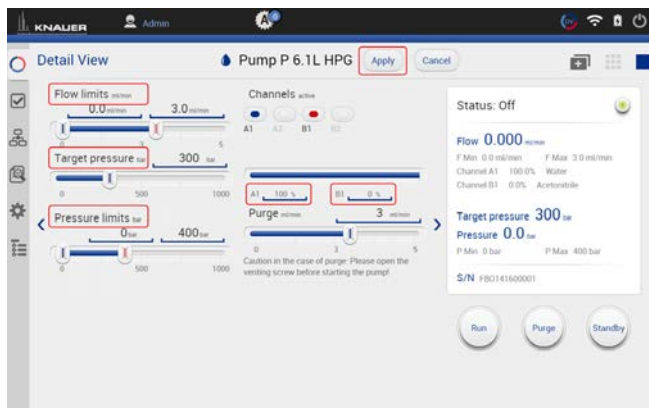 KNAUER
Admin
Detail View
Pump P 6.1L HPG
Apply
Cancel
Flow limits ml/min
0.0 ml/min 3.0 ml/min
0 3 5
Target pressure bar
300 bar
0 500 1000
Pressure limits bar
0 bar 400 bar
0 500 1000
Channels active
A1 A2 B1 B2
A1 100 % B1 0 %
Purge ml/min 3 ml/min
0 3 5
Caution in the case of purge: Please open the
venting screw before starting the pump!
Status: Off
Flow 0.000 ml/min
F Min 0.0 ml/min F Max 3.0 ml/min
Channel A1 100.0% Water
Channel B1 0.0% Acetonitrile
Target pressure 300 bar
Pressure 0.0 bar
P Min 0 bar P Max 400 bar
S/N FBO141600001
Run Purge Standby